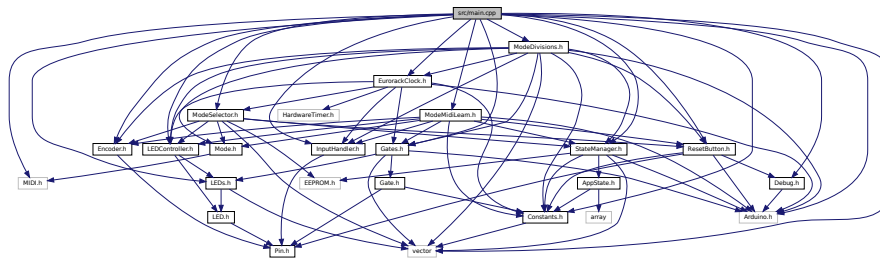 src/main.cpp
ModeDivisions.h
EurorackClock.h
ModeSelector.h
HardwareTimer.h
ModeMidiLearn.h
Encoder.h
LEDController.h
Mode.h
InputHandler.h
Gates.h
StateManager.h
ResetButton.h
MIDI.h
LEDs.h
EEPROM.h
Gate.h
AppState.h
Debug.h
LED.h
Constants.h
array
Arduino.h
Pin.h
vector